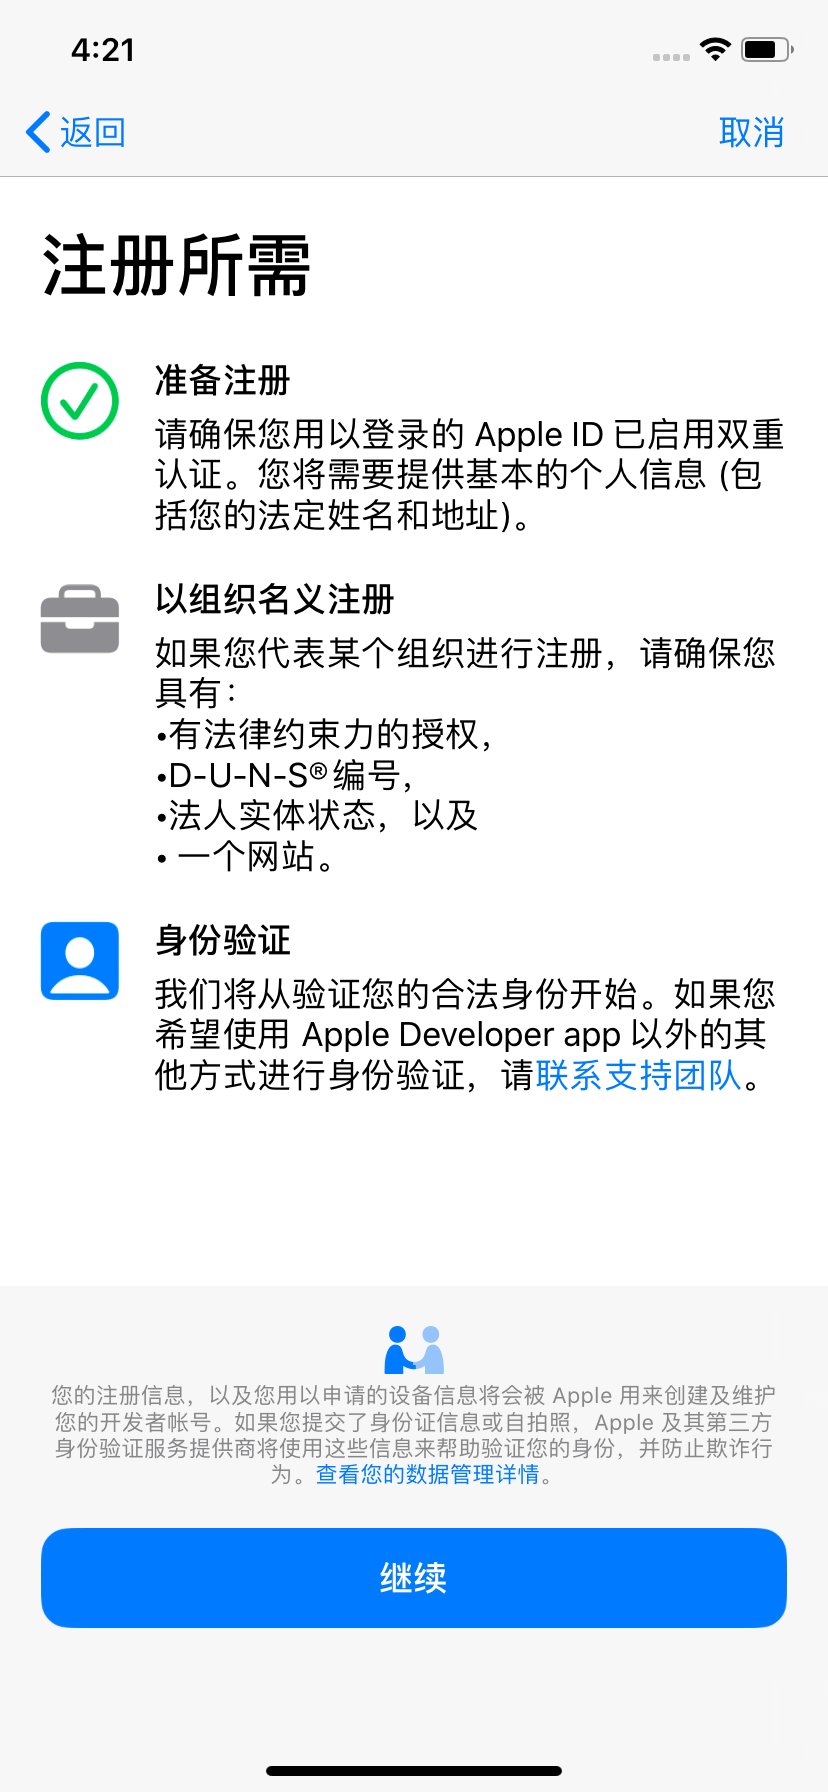 4:21
返回
取消
注册所需
准备注册
请确保您用以登录的 Apple ID 已启用双重
认证。您将需要提供基本的个人信息 (包
括您的法定姓名和地址)。
以组织名义注册
如果您代表某个组织进行注册，请确保您
具有：
•有法律约束力的授权，
•D-U-N-S®编号，
•法人实体状态，以及
• 一个网站。
身份验证
我们将从验证您的合法身份开始。如果您
希望使用 Apple Developer app 以外的其
他方式进行身份验证，请联系支持团队。
您的注册信息，以及您用以申请的设备信息将会被 Apple 用来创建及维护
您的开发者帐号。如果您提交了身份证信息或自拍照，Apple 及其第三方
身份验证服务提供商将使用这些信息来帮助验证您的身份，并防止欺诈行
为。查看您的数据管理详情。
继续